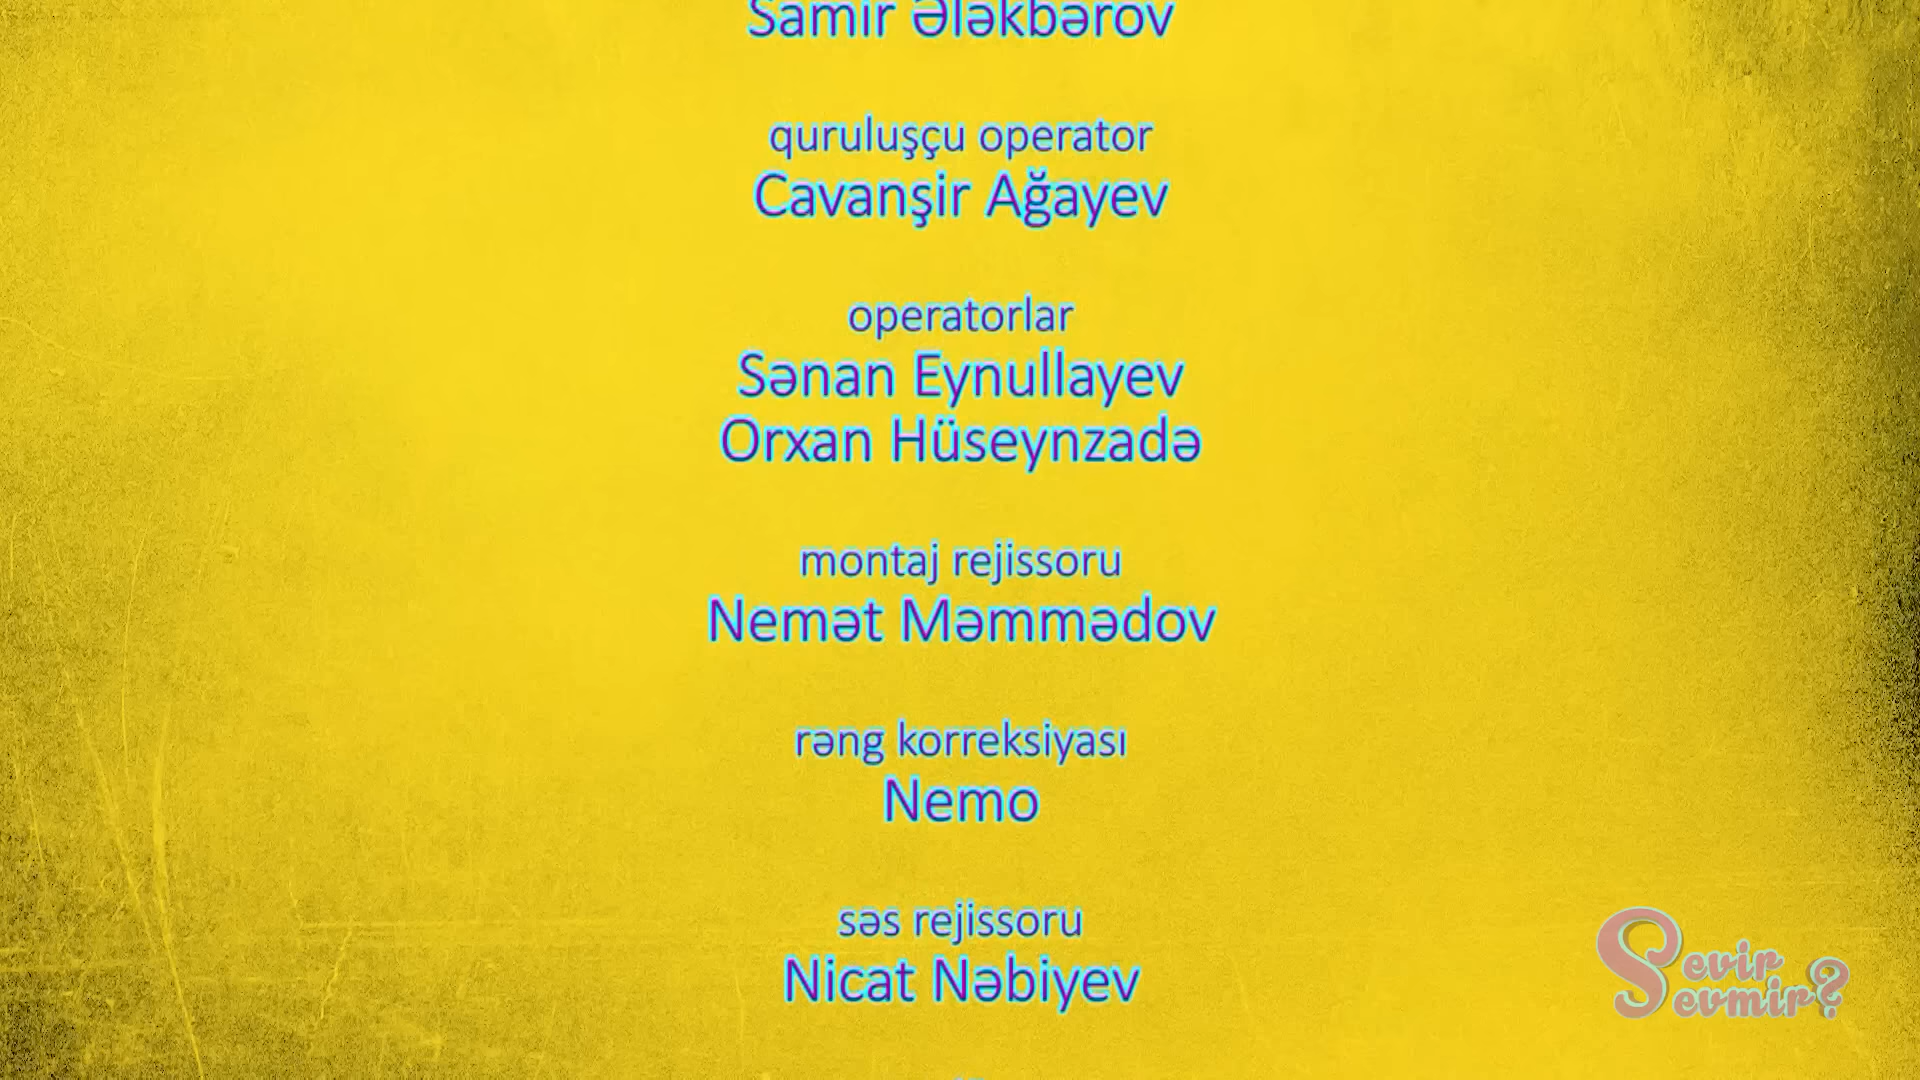 Samir Ələkbərov
quruluşçu operator
Cavanşir Ağayev
operatorlar
Sənan Eynullayev
Orxan Hüseynzadə
montaj rejissoru
Nemət Məmmədov
rəng korreksiyası
Nemo
səs rejissoru
Nicat Nəbiyev
Sevir
Sevmir?